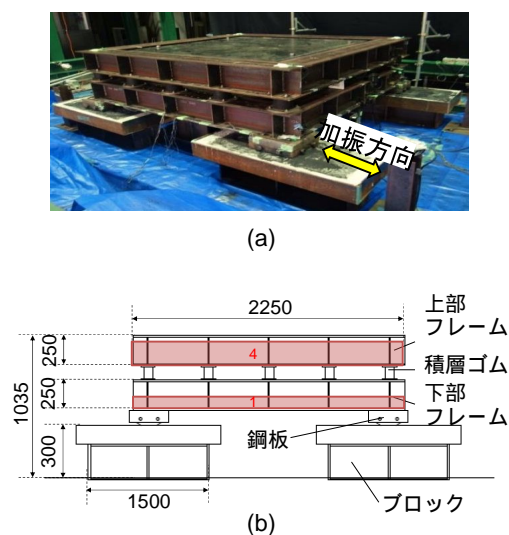 加振方向
(a)
2250
上部
フレーム
250
4
積層ゴム
1035
250
1
下部
フレーム
鋼板
300
1500
ブロック
(b)